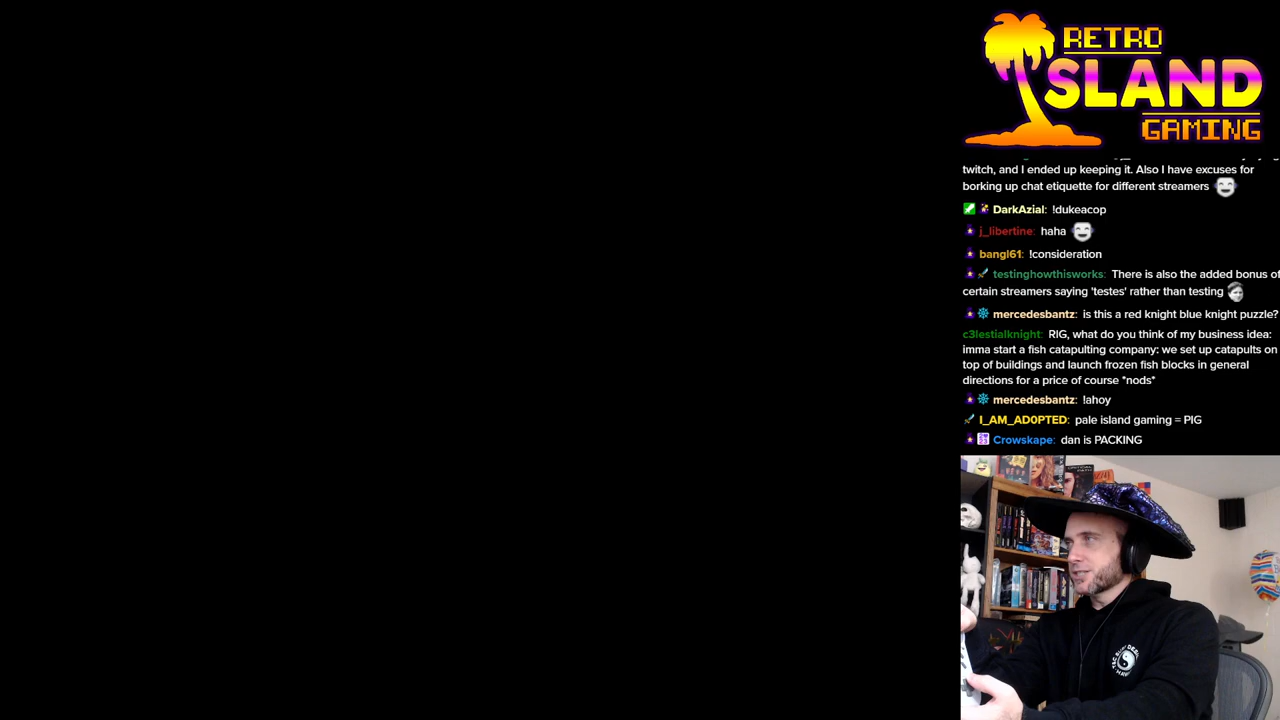 RETRO
ISLAND
GAMING
twitch, and I ended up keeping it. Also I have excuses for
borking up chat etiquette for different streamers
DarkAzial: !dukeacop
j_libertine: haha
bangl61: !consideration
testinghowthisworks: There is also the added bonus of
certain streamers saying 'testes' rather than testing
mercedesbantz: is this a red knight blue knight puzzle?
c3lestialknight: RIG, what do you think of my business idea:
imma start a fish catapulting company: we set up catapults on
top of buildings and launch frozen fish blocks in general
directions for a price of course *nods*
mercedesbantz: !ahoy
I_AM_AD0PTED: pale island gaming = PIG
Crowskape: dan is PACKING